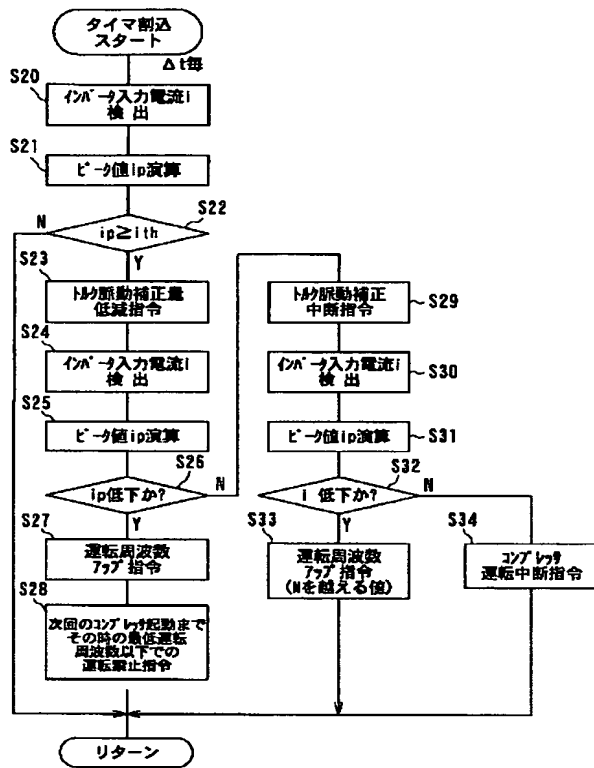 タイマ割込
スタート
Δt毎
S20
インバータ入力電流i
検出
S21
ピーク値ip演算
S22
N
ip≧ith
Y
S23
トルク脈動補正量
低減指令
S24
インバータ入力電流i
検出
S25
ピーク値ip演算
S26
ip低下か?
N
Y
S27
運転周波数
アップ指令
S28
次回のコンプレッサ起動まで
その時の最低運転
周波数以下での
運転禁止指令
リターン
トルク脈動補正
中断指令
S29
インバータ入力電流i
検出
S30
ピーク値ip演算
S31
S32
i 低下か?
N
Y
S33
運転周波数
アップ指令
(Nを越える値)
S34
コンプレッサ
運転中断指令